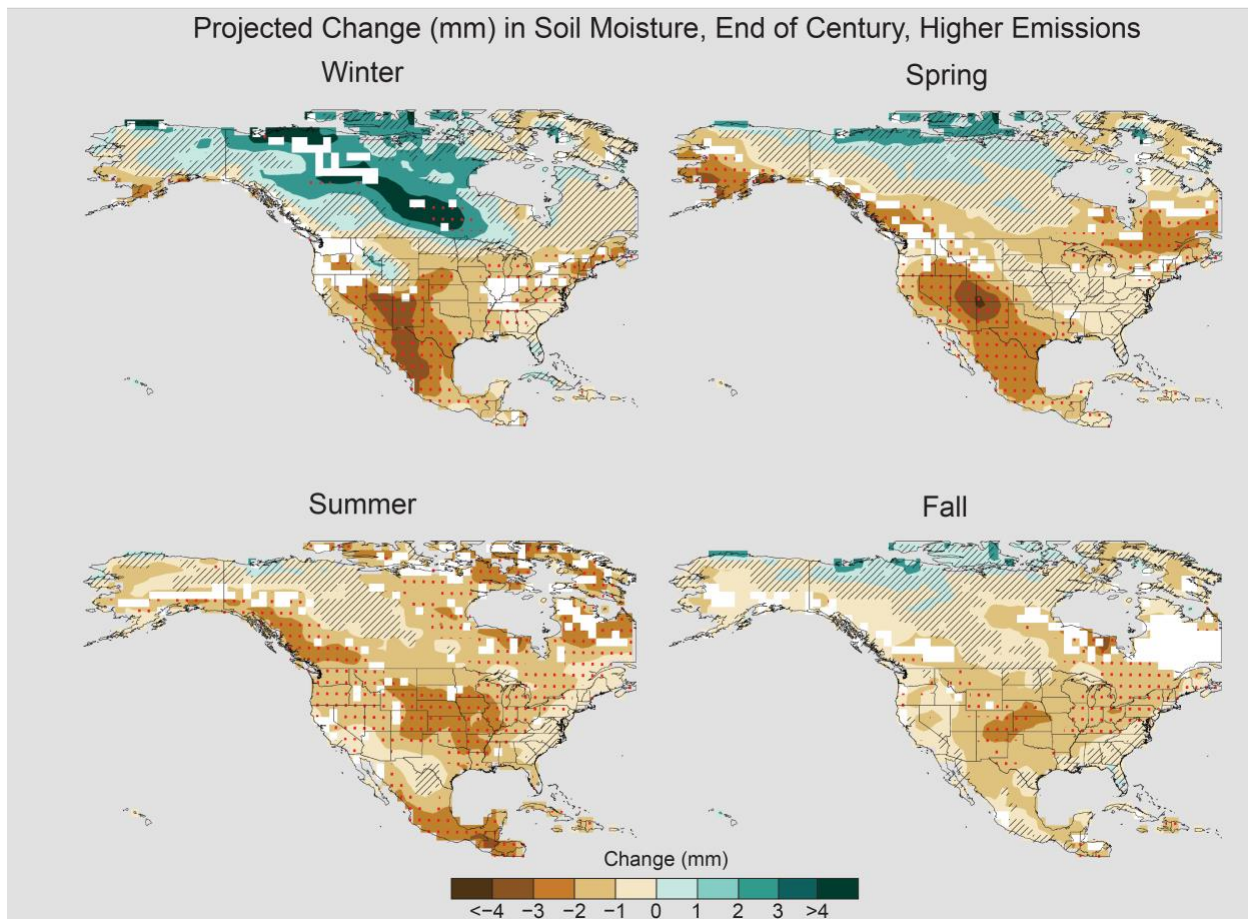 Projected Change (mm) in Soil Moisture, End of Century, Higher Emissions
Winter Spring
Summer Fall
Change (mm)
<−4 −3 −2 −1 0 1 2 3 >4